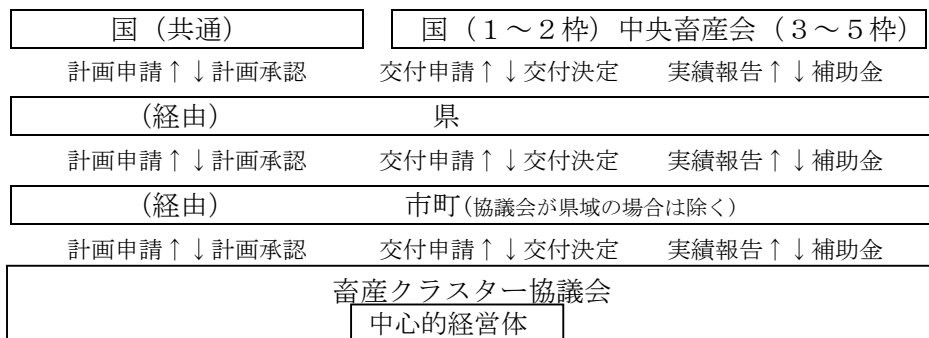 国（共通） 国（１～２枠）中央畜産会（３～５枠）
計画申請↑↓計画承認 交付申請↑↓交付決定 実績報告↑↓補助金
（経由） 県
計画申請↑↓計画承認 交付申請↑↓交付決定 実績報告↑↓補助金
（経由） 市町(協議会が県域の場合は除く)
計画申請↑↓計画承認 交付申請↑↓交付決定 実績報告↑↓補助金
畜産クラスター協議会
中心的経営体